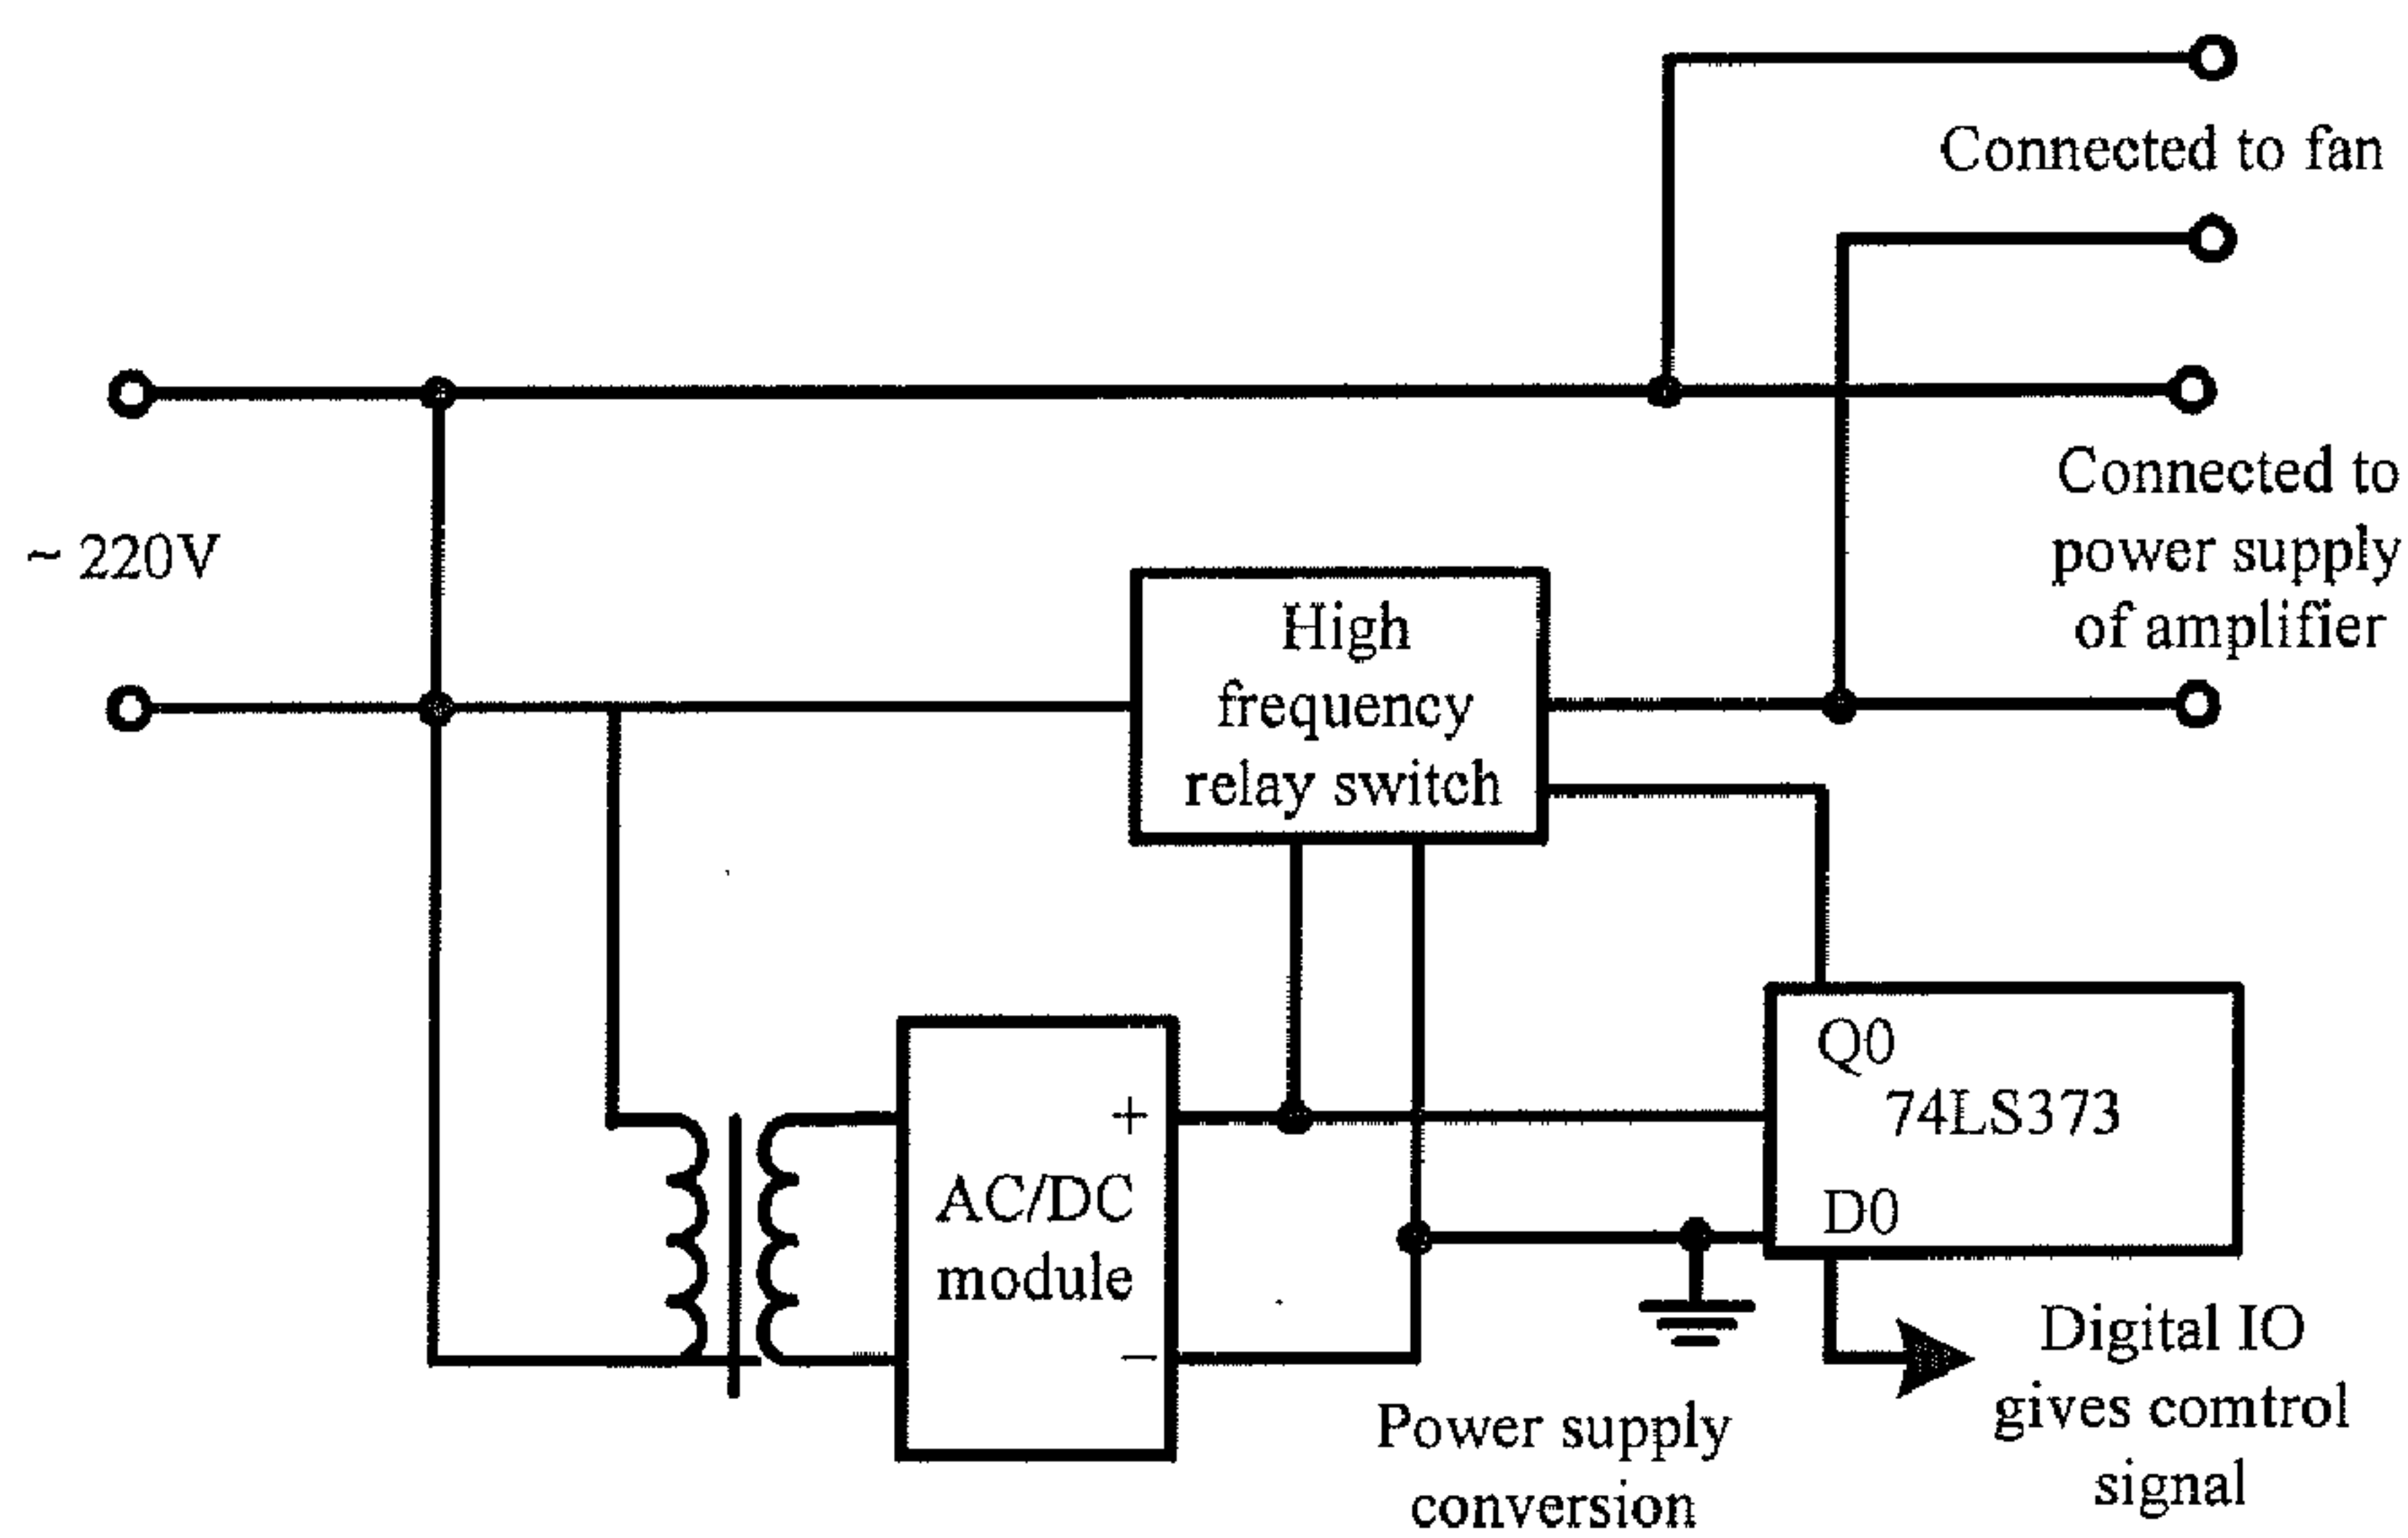 Connected to fan
~ 220V
Connected to
power supply
of amplifier
High
frequency
relay switch
Q0
74LS373
D0
+
AC/DC
module
−
Digital IO
gives comtrol
signal
Power supply
conversion